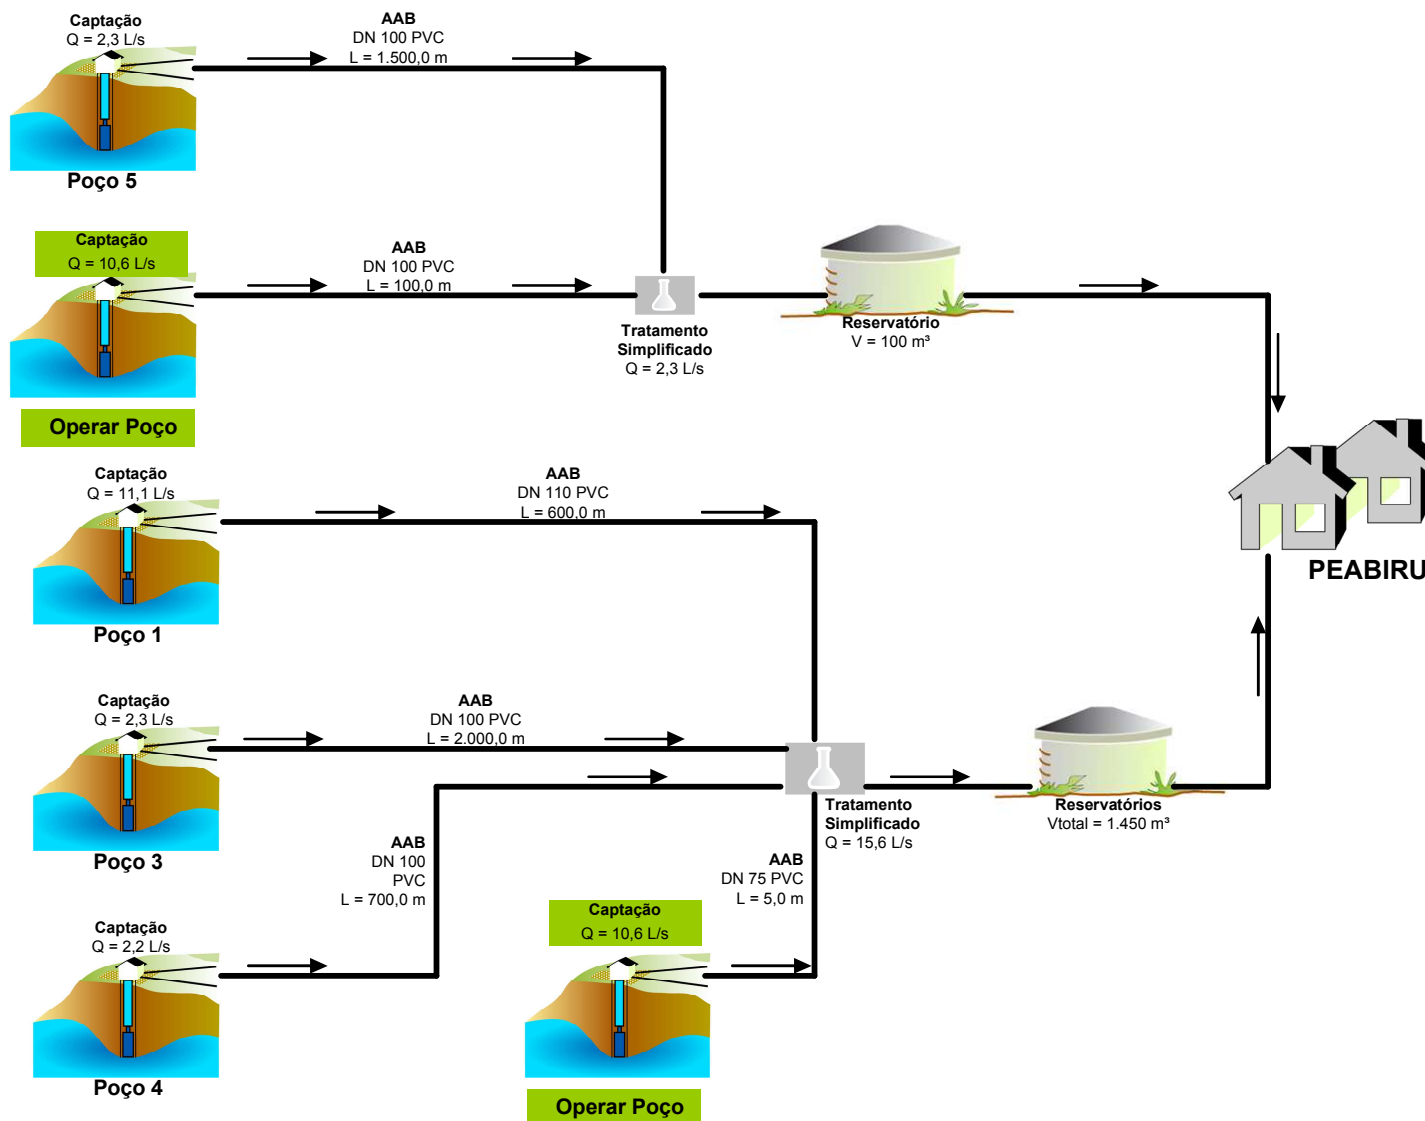 Captação
Q = 2,3 L/s
AAB
DN 100 PVC
L = 1.500,0 m
Poço 5
Captação
Q = 10,6 L/s
AAB
DN 100 PVC
L = 100,0 m
Tratamento
Simplificado
Q = 2,3 L/s
Reservatório
V = 100 m³
Operar Poço
Captação
Q = 11,1 L/s
AAB
DN 110 PVC
L = 600,0 m
Poço 1
PEABIRU
Captação
Q = 2,3 L/s
AAB
DN 100 PVC
L = 2.000,0 m
Poço 3
Tratamento
Simplificado
Q = 15,6 L/s
Reservatórios
Vtotal = 1.450 m³
AAB
DN 100
PVC
L = 700,0 m
AAB
DN 75 PVC
L = 5,0 m
Captação
Q = 2,2 L/s
Poço 4
Captação
Q = 10,6 L/s
Operar Poço